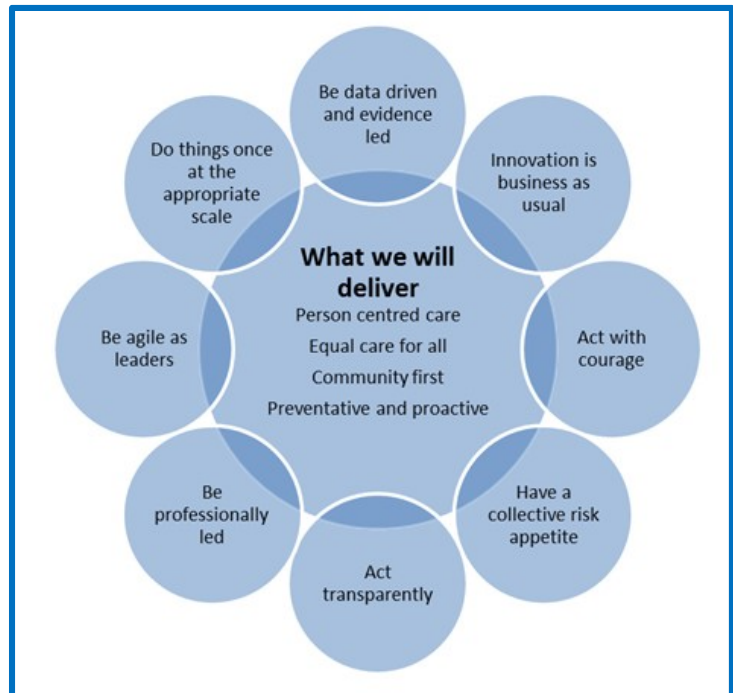 Be data driven
and evidence
led
Innovation is
business as
usual
Act with
courage
Have a
collective risk
appetite
Act
transparently
Be
professionally
led
Be agile as
leaders
Do things once
at the
appropriate
scale
What we will
deliver
Person centred care
Equal care for all
Community first
Preventative and proactive